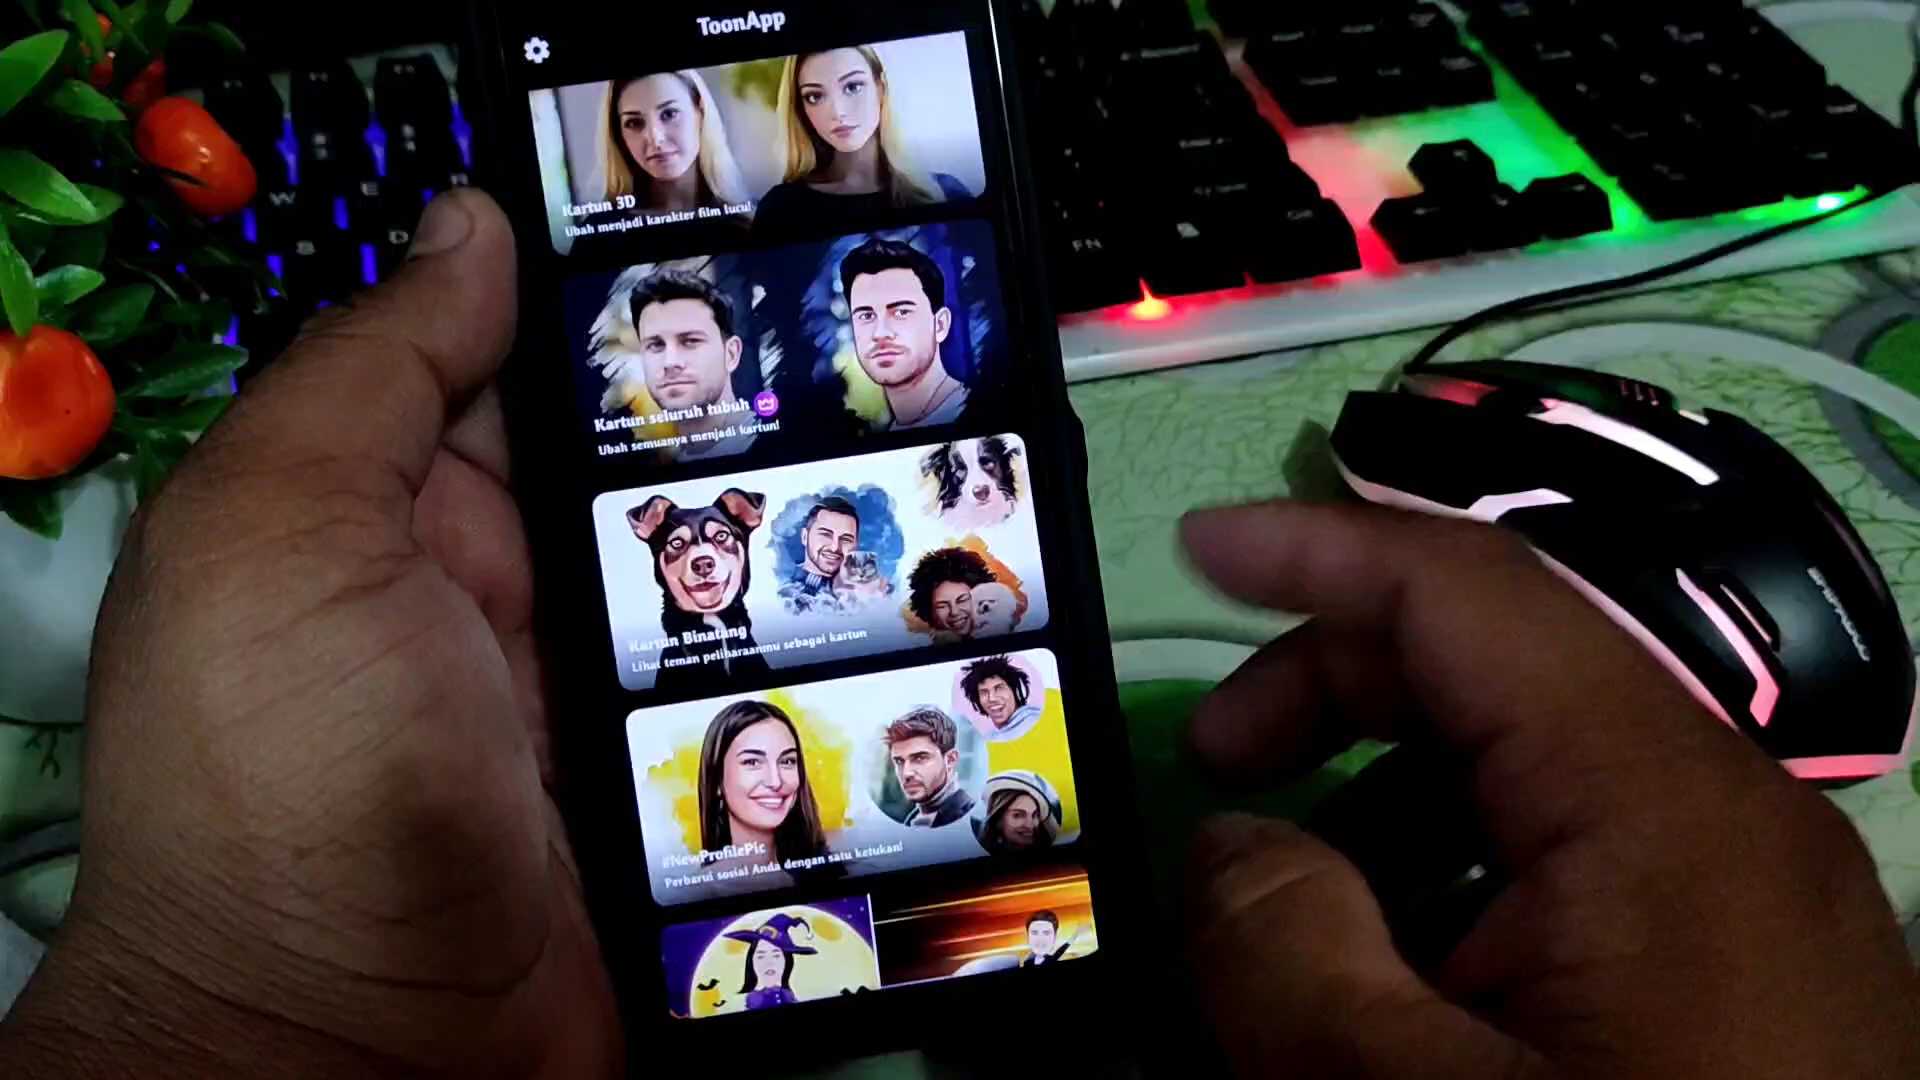 ToonApp
Kartun 3D
Ubah menjadi karakter film lucu!
Kartun seluruh tubuh
Ubah semuanya menjadi kartun!
Kartun Binatang
Lihat teman peliharaanmu sebagai kartun
#NewProfilePic
Perbarui sosial Anda dengan satu ketukan!
W
E
R
S
D
FN